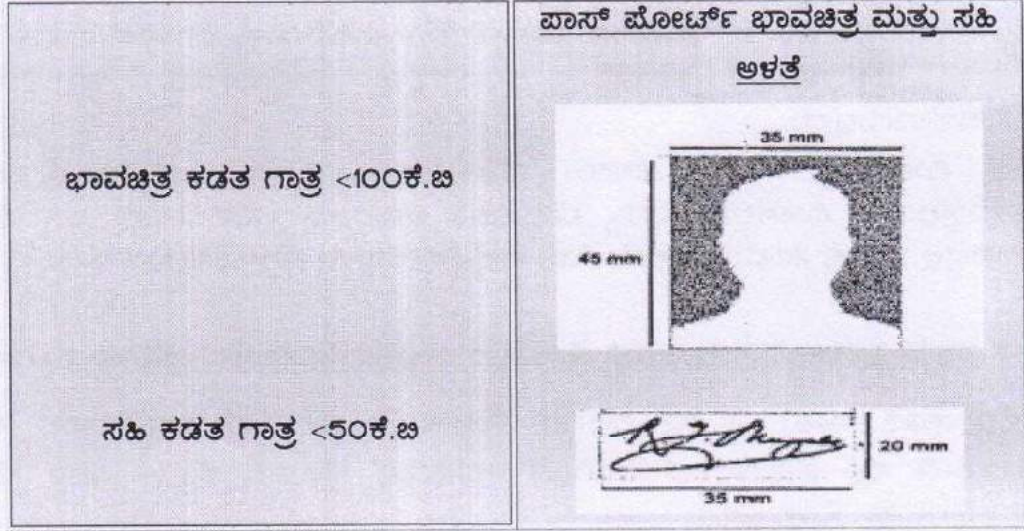 ಭಾವಚಿತ್ರ ಕಡತ ಗಾತ್ರ <100ಕೆ.ಬಿ
ಸಹಿ ಕಡತ ಗಾತ್ರ <50ಕೆ.ಬಿ
ಪಾಸ್ ಪೋರ್ಟ್ ಭಾವಚಿತ್ರ ಮತ್ತು ಸಹಿ
ಅಳತೆ
35 mm
45 mm
20 mm
35 mm